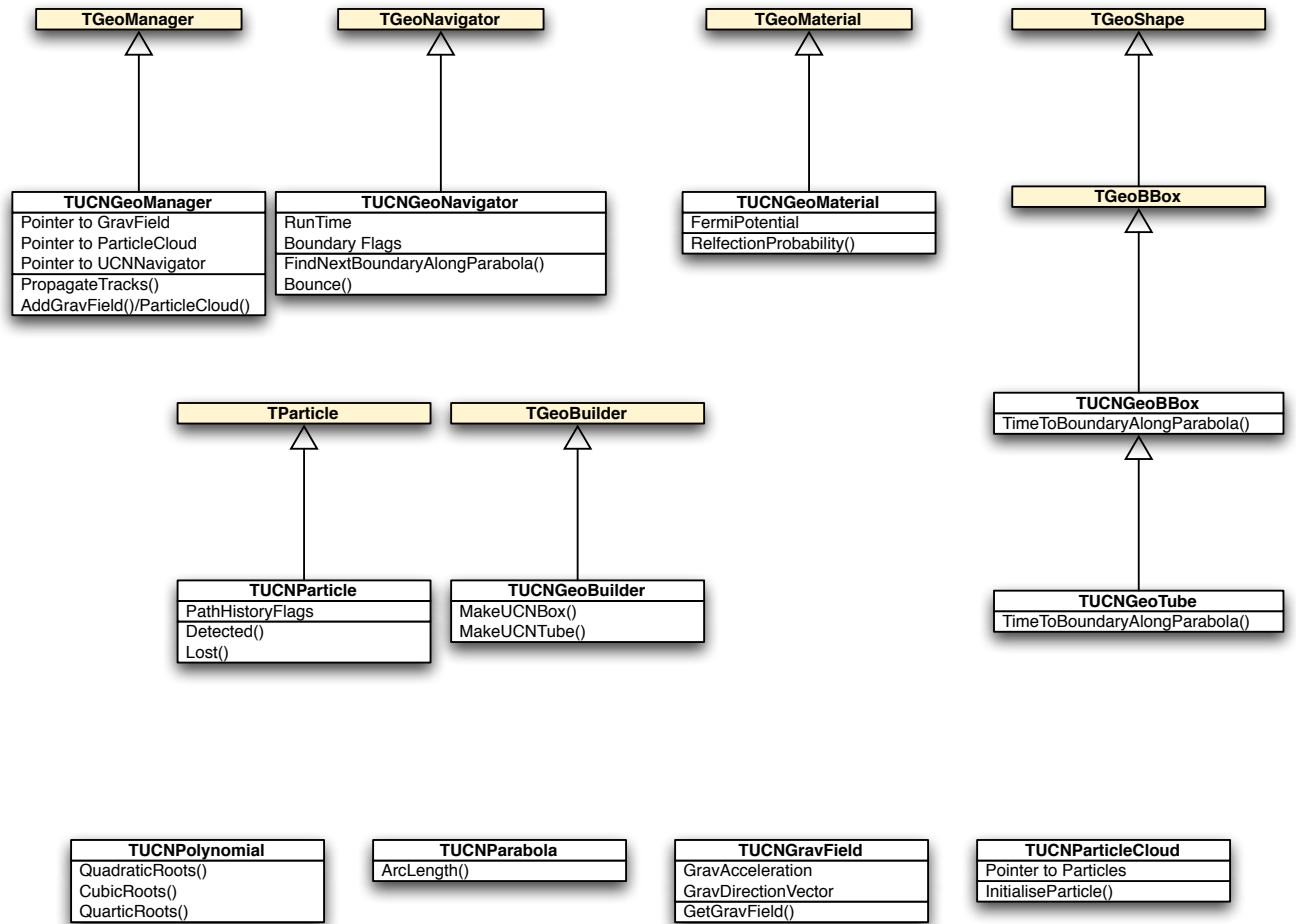 TGeoManager
TGeoNavigator
TGeoMaterial
TGeoShape
TUCNGeoManager
Pointer to GravField
Pointer to ParticleCloud
Pointer to UCNNavigator
PropagateTracks()
AddGravField()/ParticleCloud()
TUCNGeoNavigator
RunTime
Boundary Flags
FindNextBoundaryAlongParabola()
Bounce()
TUCNGeoMaterial
FermiPotential
RelfectionProbability()
TGeoBBox
TParticle
TGeoBuilder
TUCNGeoBBox
TimeToBoundaryAlongParabola()
TUCNParticle
PathHistoryFlags
Detected()
Lost()
TUCNGeoBuilder
MakeUCNBox()
MakeUCNTube()
TUCNGeoTube
TimeToBoundaryAlongParabola()
TUCNPolynomial
QuadraticRoots()
CubicRoots()
QuarticRoots()
TUCNParabola
ArcLength()
TUCNGravField
GravAcceleration
GravDirectionVector
GetGravField()
TUCNParticleCloud
Pointer to Particles
InitialiseParticle()